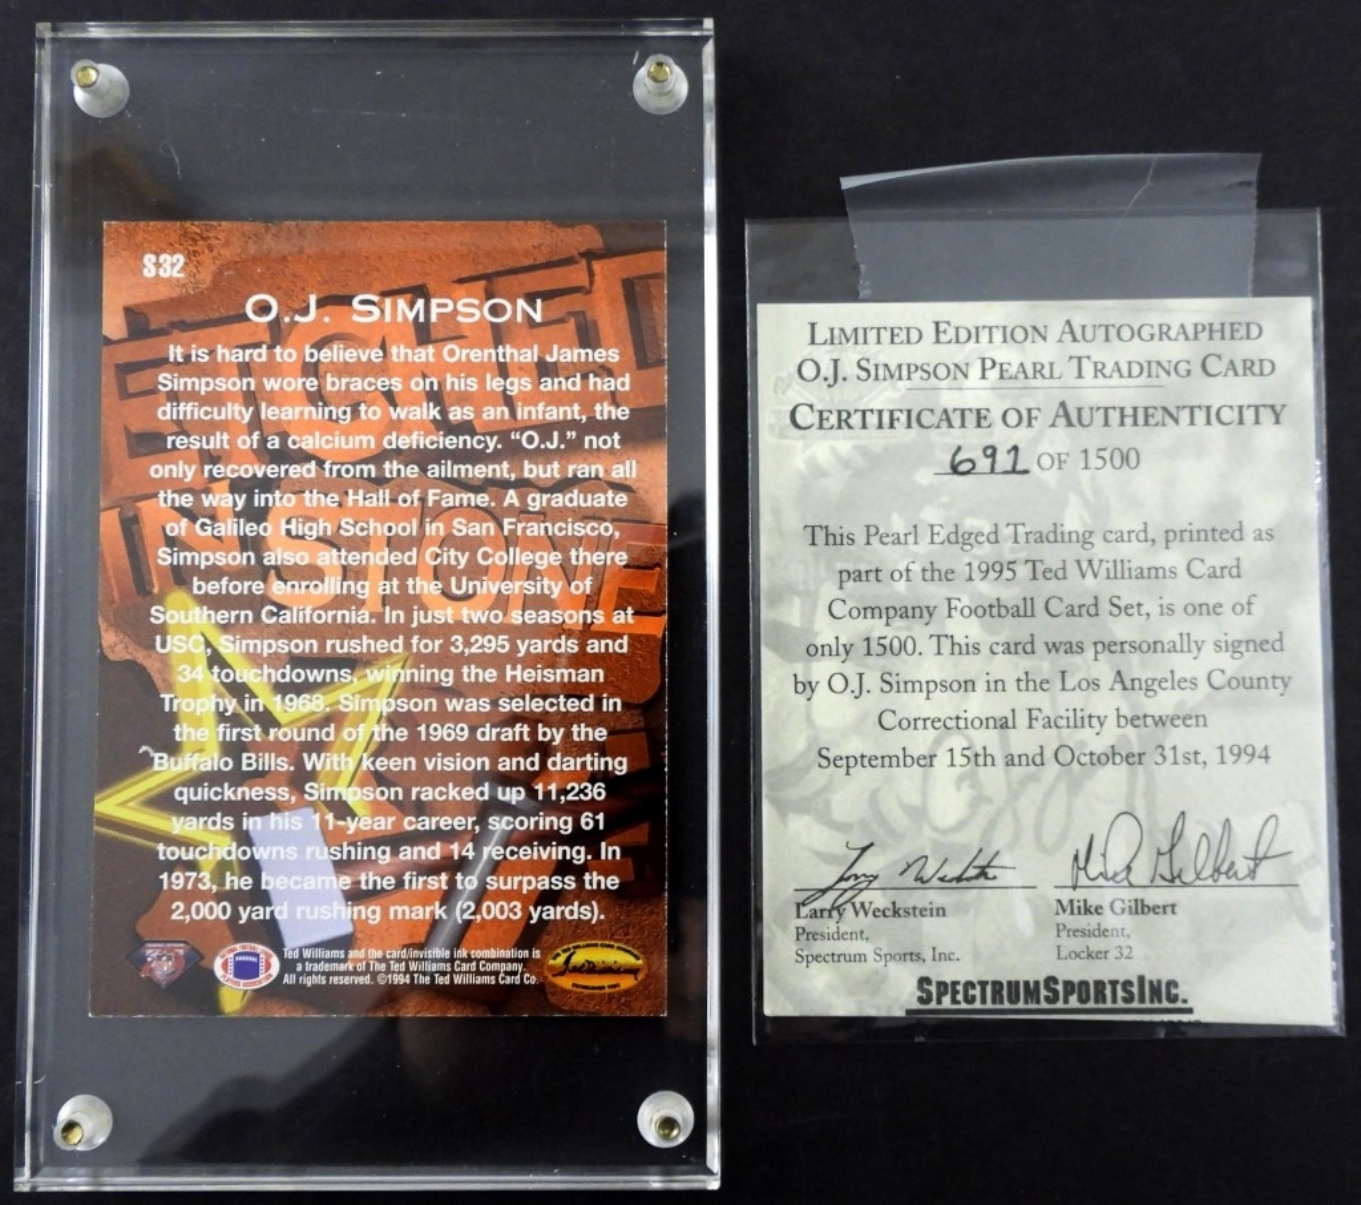 S32
O.J. SIMPSON
It is hard to believe that Orenthal James
Simpson wore braces on his legs and had
difficulty learning to walk as an infant, the
result of a calcium deficiency. “O.J.” not
only recovered from the ailment, but ran all
the way into the Hall of Fame. A graduate
of Galileo High School in San Francisco,
Simpson also attended City College there
before enrolling at the University of
Southern California. In just two seasons at
USC, Simpson rushed for 3,295 yards and
34 touchdowns, winning the Heisman
Trophy in 1968. Simpson was selected in
the first round of the 1969 draft by the
Buffalo Bills. With keen vision and darting
quickness, Simpson racked up 11,236
yards in his 11-year career, scoring 61
touchdowns rushing and 14 receiving. In
1973, he became the first to surpass the
2,000 yard rushing mark (2,003 yards).
Ted Williams and the card/invisible ink combination is
a trademark of The Ted Williams Card Company.
All rights reserved. ©1994 The Ted Williams Card Co.
ETCHED
IN STONE
LIMITED EDITION AUTOGRAPHED
O.J. SIMPSON PEARL TRADING CARD
CERTIFICATE OF AUTHENTICITY
691 OF 1500
This Pearl Edged Trading card, printed as
part of the 1995 Ted Williams Card
Company Football Card Set, is one of
only 1500. This card was personally signed
by O.J. Simpson in the Los Angeles County
Correctional Facility between
September 15th and October 31st, 1994
Larry Weckstein
President,
Spectrum Sports, Inc.
Mike Gilbert
Mike Gilbert
President,
Locker 32
SPECTRUMSPORTSINC.